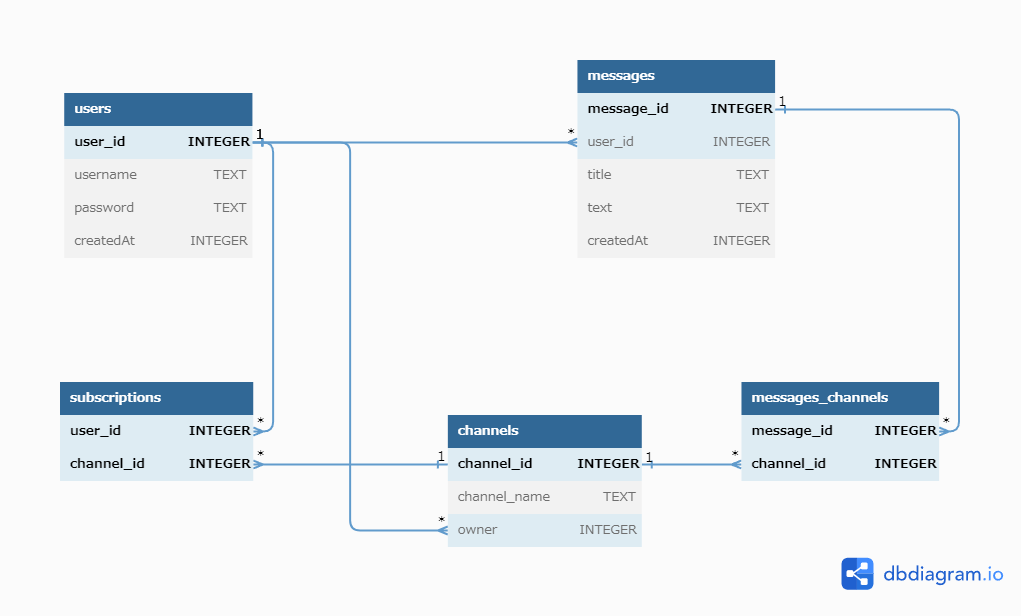 users
user_id INTEGER
username TEXT
password TEXT
createdAt INTEGER
1
messages
message_id INTEGER
user_id INTEGER
title TEXT
text TEXT
createdAt INTEGER
1
*
subscriptions
user_id INTEGER
channel_id INTEGER
*
*
channels
channel_id INTEGER
channel_name TEXT
owner INTEGER
1
1
*
messages_channels
message_id INTEGER
channel_id INTEGER
*
*
dbdiagram.io